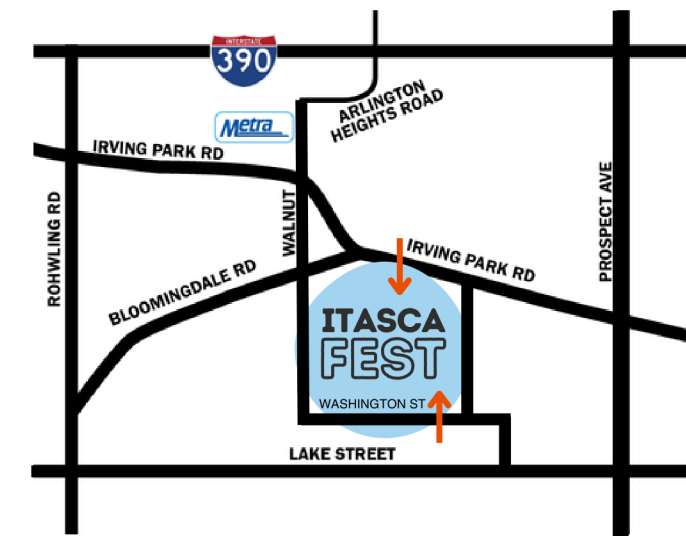 INTERSTATE
390
ARLINGTON
HEIGHTS ROAD
Metra
IRVING PARK RD
ROHWLING RD
WALNUT
PROSPECT AVE
IRVING PARK RD
BLOOMINGDALE RD
ITASCA
FEST
WASHINGTON ST
LAKE STREET